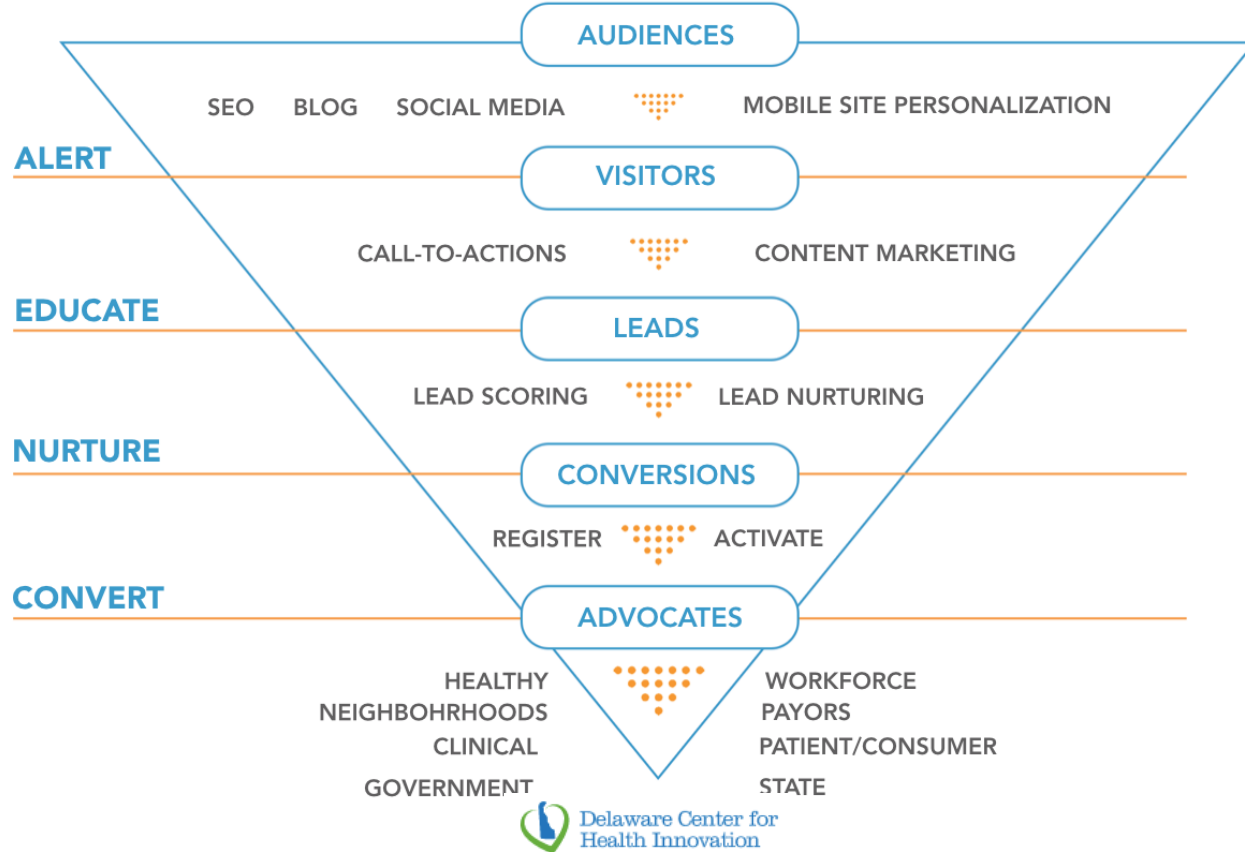 AUDIENCES
SEO BLOG SOCIAL MEDIA MOBILE SITE PERSONALIZATION
ALERT
VISITORS
CALL-TO-ACTIONS CONTENT MARKETING
EDUCATE
LEADS
LEAD SCORING LEAD NURTURING
NURTURE
CONVERSIONS
REGISTER ACTIVATE
CONVERT
ADVOCATES
HEALTHY WORKFORCE
NEIGHBOHRHOODS PAYORS
CLINICAL PATIENT/CONSUMER
GOVERNMENT STATE
Delaware Center for
Health Innovation